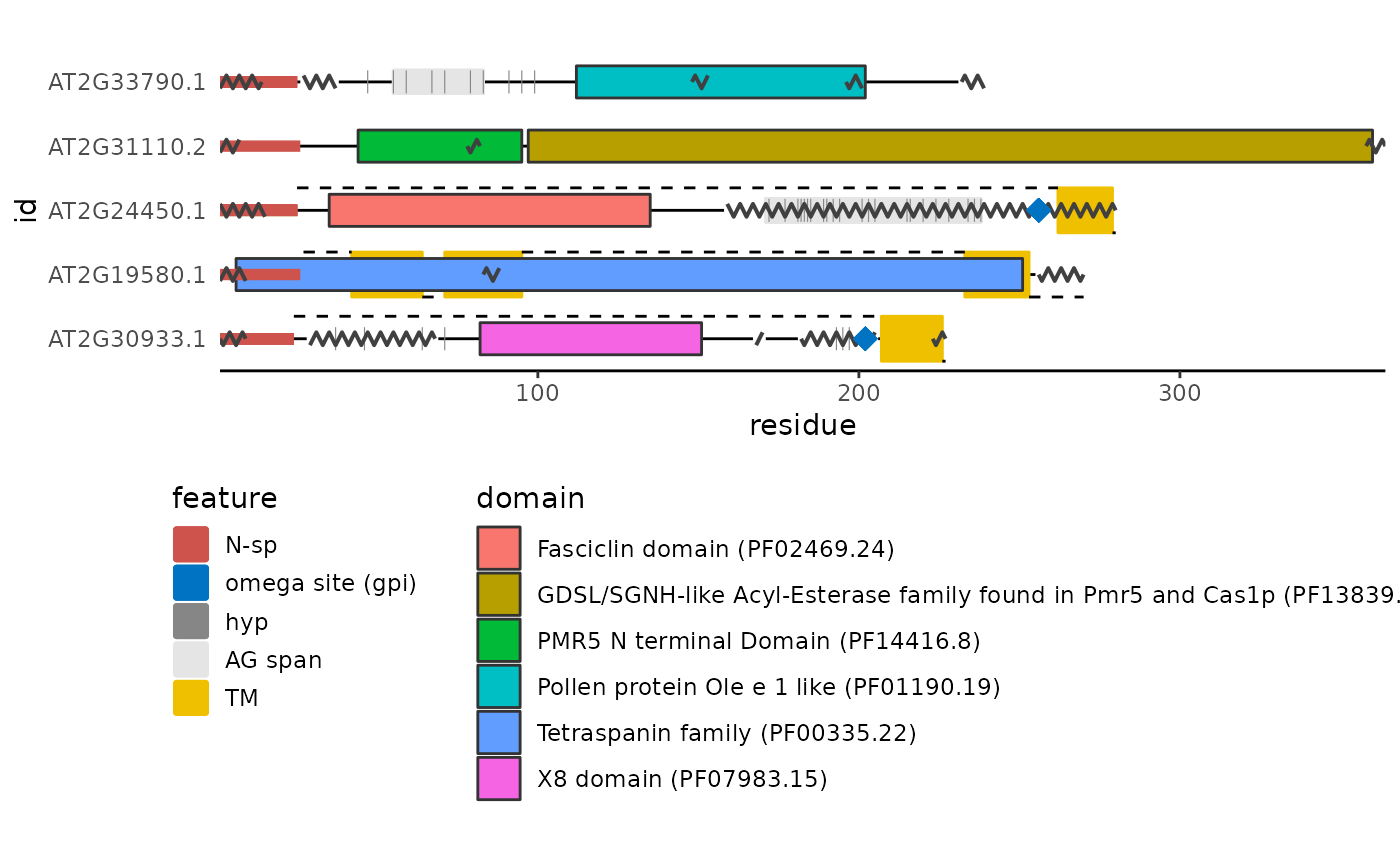 AT2G33790.1
AT2G31110.2
AT2G24450.1
AT2G19580.1
AT2G30933.1
id
100 200 300
residue
feature
N-sp
omega site (gpi)
hyp
AG span
TM
domain
Fasciclin domain (PF02469.24)
GDSL/SGNH-like Acyl-Esterase family found in Pmr5 and Cas1p (PF13839.
PMR5 N terminal Domain (PF14416.8)
Pollen protein Ole e 1 like (PF01190.19)
Tetraspanin family (PF00335.22)
X8 domain (PF07983.15)